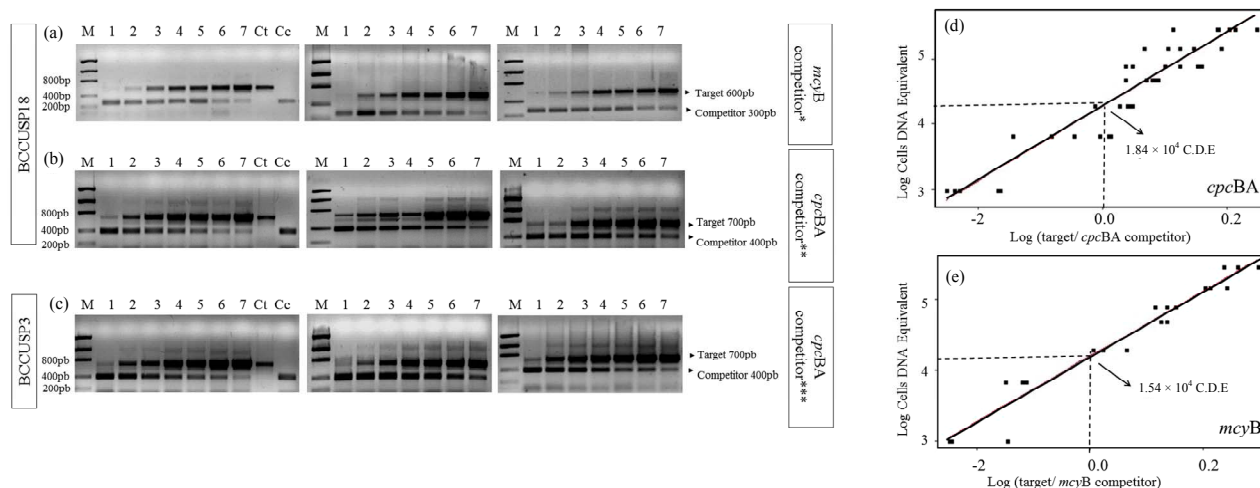 (a)
M 1 2 3 4 5 6 7 Ct Cc
M 1 2 3 4 5 6 7
M 1 2 3 4 5 6 7
800bp
400bp
200bp
Target 600pb
Competitor 300pb
mcyB
competitor*
BCCUSP18
(b)
M 1 2 3 4 5 6 7 Ct Cc
M 1 2 3 4 5 6 7
M 1 2 3 4 5 6 7
800pb
400pb
200pb
Target 700pb
Competitor 400pb
cpcBA
competitor**
(c)
M 1 2 3 4 5 6 7 Ct Cc
M 1 2 3 4 5 6 7
M 1 2 3 4 5 6 7
800pb
400pb
200pb
Target 700pb
Competitor 400pb
cpcBA
competitor***
BCCUSP3
(d)
Log Cells DNA Equivalent
5
4
3
1.84 × 10⁴ C.D.E
cpcBA
-2 0.0 0.2
Log (target/ cpcBA competitor)
(e)
Log Cells DNA Equivalent
5
4
3
1.54 × 10⁴ C.D.E
mcyB
-2 0.0 0.2
Log (target/ mcyB competitor)